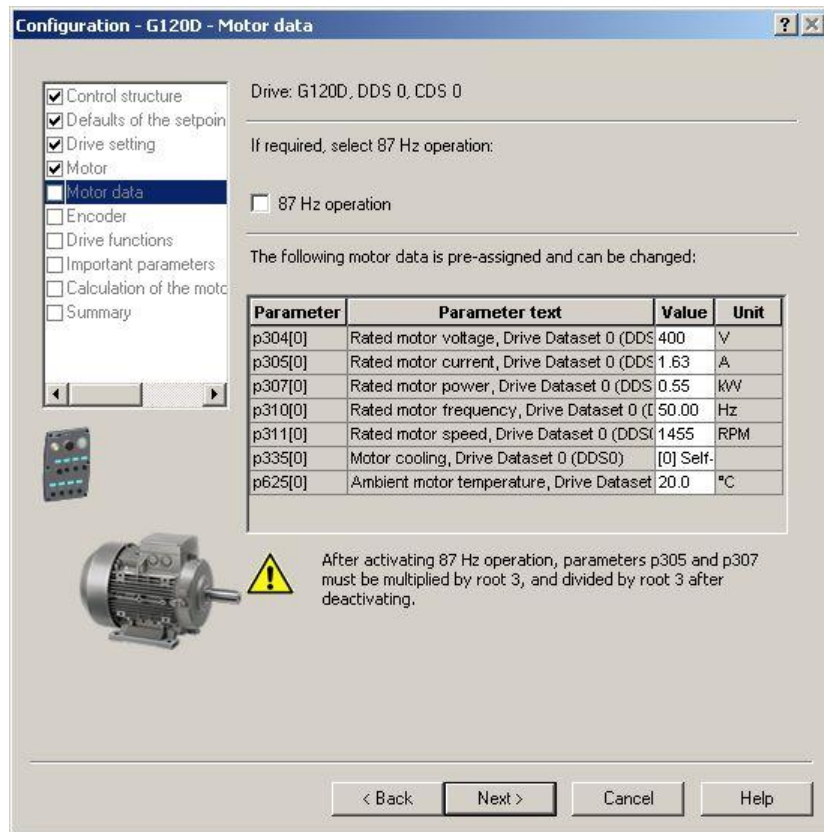 Configuration - G120D - Motor data
Control structure
Defaults of the setpoin
Drive setting
Motor
Motor data
Encoder
Drive functions
Important parameters
Calculation of the motc
Summary
Drive: G120D, DDS 0, CDS 0
If required, select 87 Hz operation:
87 Hz operation
The following motor data is pre-assigned and can be changed:
Parameter Parameter text Value Unit
p304[0] Rated motor voltage, Drive Dataset 0 (DDS 400 V
p305[0] Rated motor current, Drive Dataset 0 (DDS 1.63 A
p307[0] Rated motor power, Drive Dataset 0 (DDS 0.55 kW
p310[0] Rated motor frequency, Drive Dataset 0 (D 50.00 Hz
p311[0] Rated motor speed, Drive Dataset 0 (DDS( 1455 RPM
p335[0] Motor cooling, Drive Dataset 0 (DDS0) [0] Self-
p625[0] Ambient motor temperature, Drive Dataset 20.0 °C
After activating 87 Hz operation, parameters p305 and p307
must be multiplied by root 3, and divided by root 3 after
deactivating.
< Back Next > Cancel Help